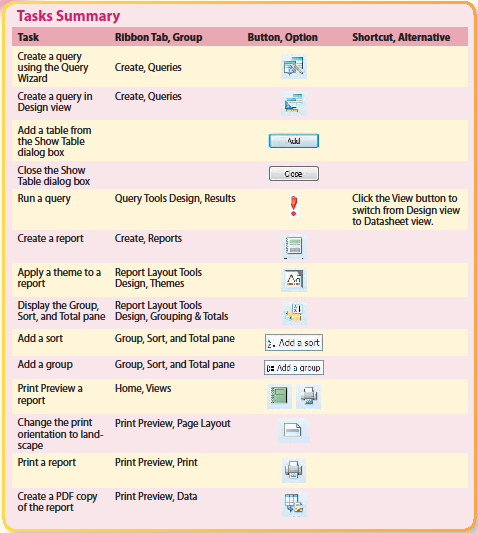 Tasks Summary
Task Ribbon Tab, Group Button, Option Shortcut, Alternative
Create a query
using the Query
Wizard
Create, Queries
Create a query in
Design view
Create, Queries
Add a table from
the Show Table
dialog box
Add
Close the Show
Table dialog box
Close
Run a query
Query Tools Design, Results
Click the View button to
switch from Design view
to Datasheet view.
Create a report
Create, Reports
Apply a theme to a
report
Report Layout Tools
Design, Themes
Aa
Display the Group,
Sort, and Total pane
Report Layout Tools
Design, Grouping & Totals
Add a sort
Group, Sort, and Total pane
Add a sort
Add a group
Group, Sort, and Total pane
Add a group
Print Preview a
report
Home, Views
Change the print
orientation to land-
scape
Print Preview, Page Layout
Print a report
Print Preview, Print
Create a PDF copy
of the report
Print Preview, Data